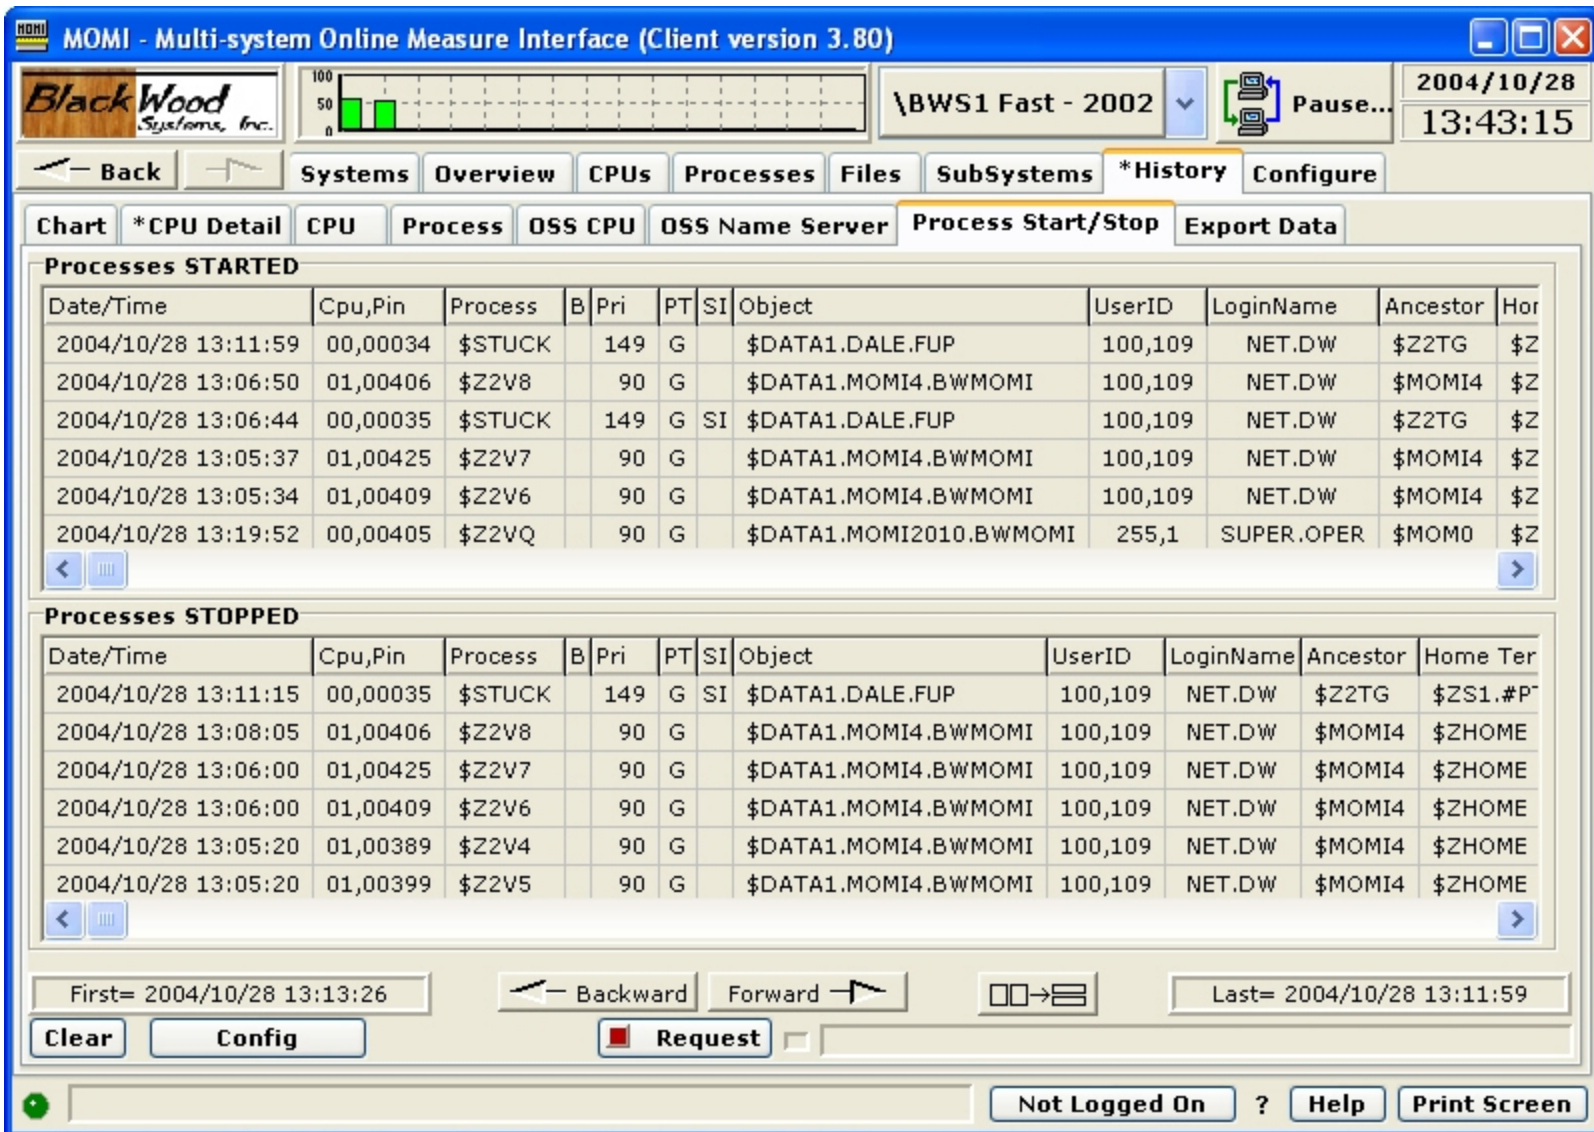 MOMI
MOMI - Multi-system Online Measure Interface (Client version 3.80)
BlackWood
Systems, Inc.
100
50
0
\BWS1 Fast - 2002
Pause...
2004/10/28
13:43:15
Back
Systems Overview CPUs Processes Files SubSystems *History Configure
Chart *CPU Detail CPU Process OSS CPU OSS Name Server Process Start/Stop Export Data
Processes STARTED
Date/Time Cpu,Pin Process B Pri PT SI Object UserID LoginName Ancestor Hor
2004/10/28 13:11:59 00,00034 $STUCK 149 G $DATA1.DALE.FUP 100,109 NET.DW $Z2TG $Z
2004/10/28 13:06:50 01,00406 $Z2V8 90 G $DATA1.MOMI4.BWMOMI 100,109 NET.DW $MOMI4 $Z
2004/10/28 13:06:44 00,00035 $STUCK 149 G SI $DATA1.DALE.FUP 100,109 NET.DW $Z2TG $Z
2004/10/28 13:05:37 01,00425 $Z2V7 90 G $DATA1.MOMI4.BWMOMI 100,109 NET.DW $MOMI4 $Z
2004/10/28 13:05:34 01,00409 $Z2V6 90 G $DATA1.MOMI4.BWMOMI 100,109 NET.DW $MOMI4 $Z
2004/10/28 13:19:52 00,00405 $Z2VQ 90 G $DATA1.MOMI2010.BWMOMI 255,1 SUPER.OPER $MOM0 $Z
Processes STOPPED
Date/Time Cpu,Pin Process B Pri PT SI Object UserID LoginName Ancestor Home Ter
2004/10/28 13:11:15 00,00035 $STUCK 149 G SI $DATA1.DALE.FUP 100,109 NET.DW $Z2TG $ZS1.#PT
2004/10/28 13:08:05 01,00406 $Z2V8 90 G $DATA1.MOMI4.BWMOMI 100,109 NET.DW $MOMI4 $ZHOME
2004/10/28 13:06:00 01,00425 $Z2V7 90 G $DATA1.MOMI4.BWMOMI 100,109 NET.DW $MOMI4 $ZHOME
2004/10/28 13:06:00 01,00409 $Z2V6 90 G $DATA1.MOMI4.BWMOMI 100,109 NET.DW $MOMI4 $ZHOME
2004/10/28 13:05:20 01,00389 $Z2V4 90 G $DATA1.MOMI4.BWMOMI 100,109 NET.DW $MOMI4 $ZHOME
2004/10/28 13:05:20 01,00399 $Z2V5 90 G $DATA1.MOMI4.BWMOMI 100,109 NET.DW $MOMI4 $ZHOME
First= 2004/10/28 13:13:26 Backward Forward Last= 2004/10/28 13:11:59
Clear Config Request
Not Logged On ? Help Print Screen